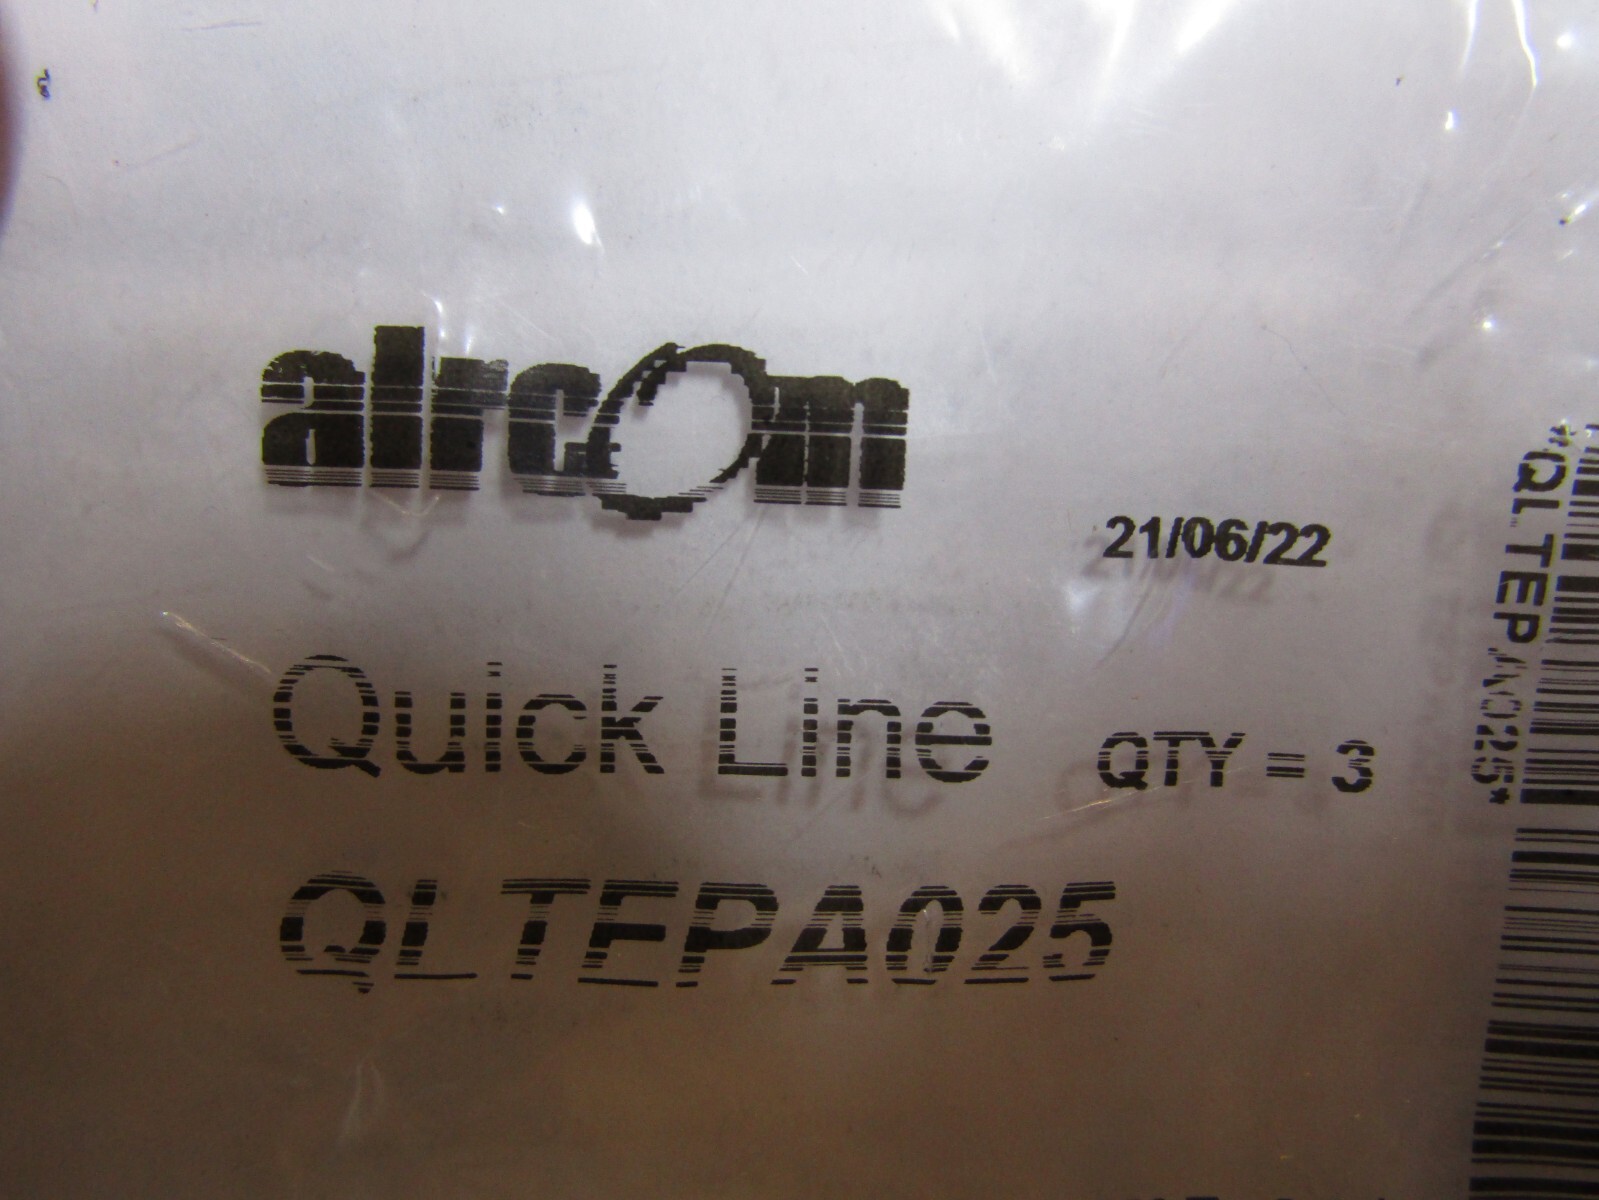 aircom
21/06/22
Quick Line QTY = 3
QLTEPA025
*QLTEPA025*